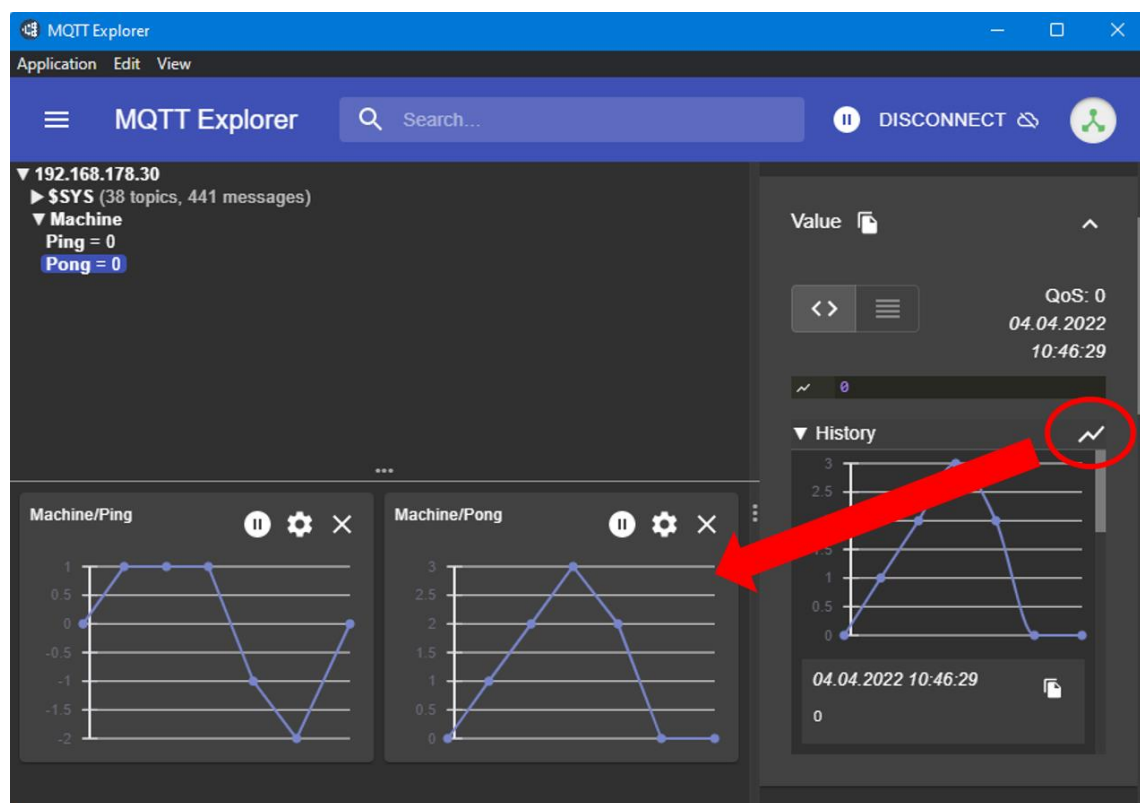 MQTT Explorer
Application Edit View
MQTT Explorer
Search...
DISCONNECT
▼ 192.168.178.30
▶ $SYS (38 topics, 441 messages)
▼ Machine
Ping = 0
Pong = 0
Value
QoS: 0
04.04.2022
10:46:29
0
▼ History
3
2.5
1.5
1
0.5
0
04.04.2022 10:46:29
0
Machine/Ping
1
0.5
0
-0.5
-1
-1.5
-2
Machine/Pong
3
2.5
2
1.5
1
0.5
0